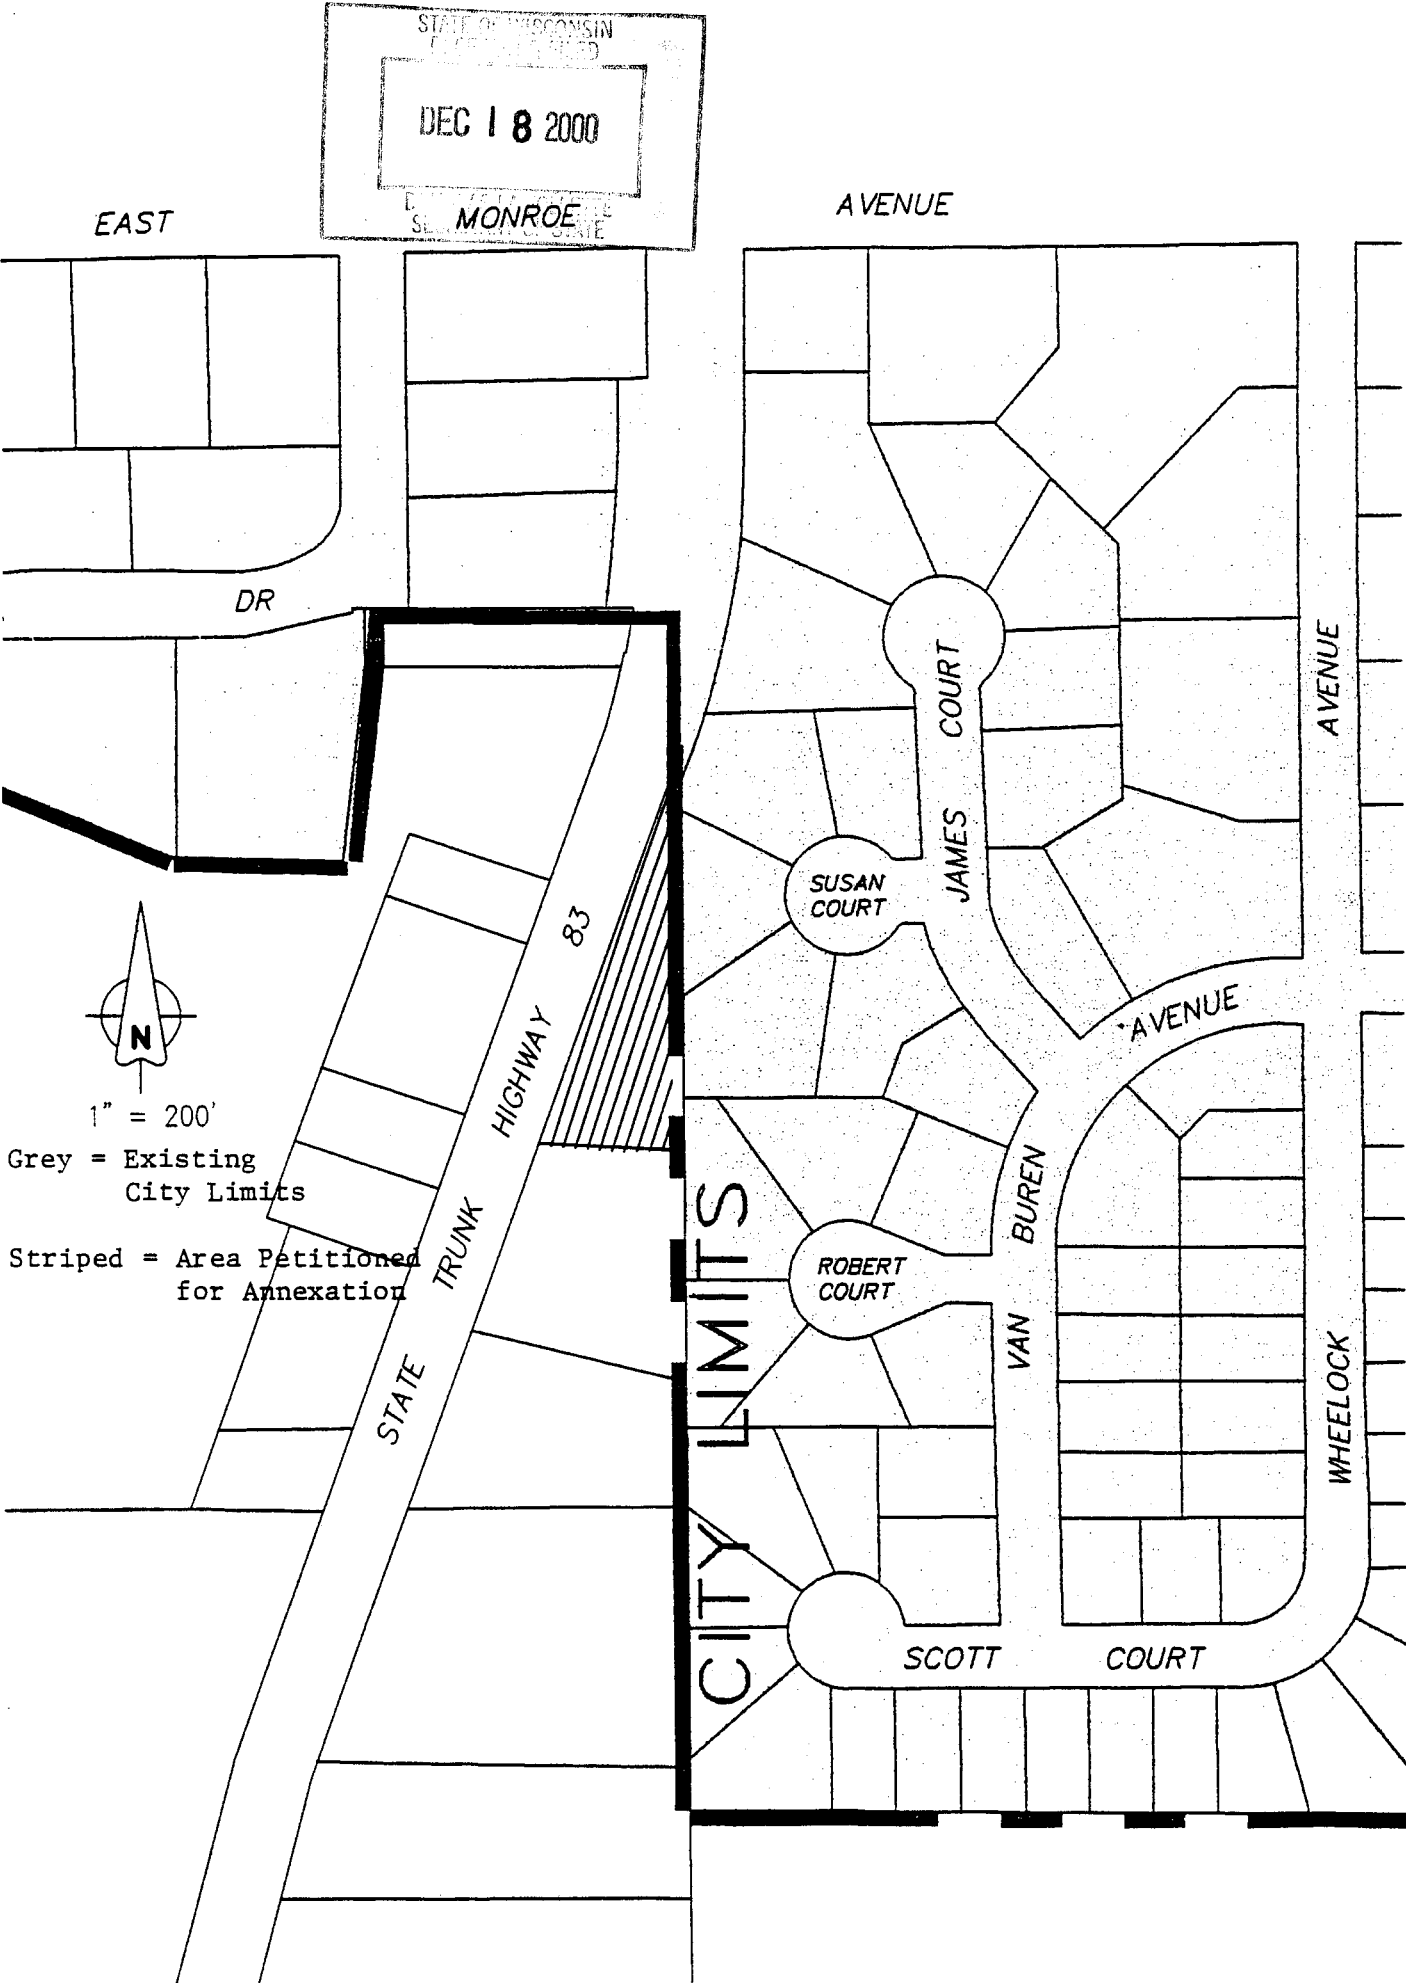 STATE OF WISCONSIN
DEC 18 2000
EAST MONROE AVENUE
DR
COURT
JAMES
AVENUE
SUSAN
COURT
83
HIGHWAY
TRUNK
STATE
AVENUE
N
1" = 200'
Grey = Existing
City Limits
Striped = Area Petitioned
for Annexation
BUREN
VAN
ROBERT
COURT
CITY LIMITS
WHEELOCK
SCOTT COURT